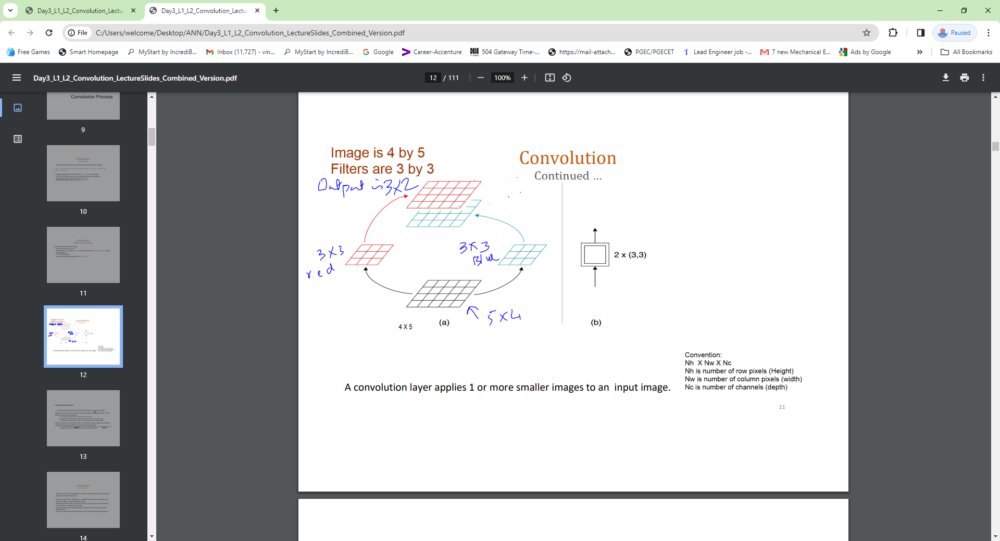 Day3_L1_L2_Convolution_Lectu
Day3_L1_L2_Convolution_Lectu
File
C:/Users/welcome/Desktop/ANN/Day3_L1_L2_Convolution_LectureSlides_Combined_Version.pdf
Paused
Free Games
Smart Homepage
MyStart by IncrediB...
Inbox (11,727) - vin...
MyStart by IncrediB...
Google
Career-Accenture
504 Gateway Time-...
https://mail-attach...
PGEC/PGECET
Lead Engineer job -...
7 new Mechanical E...
Ads by Google
All Bookmarks
Day3_L1_L2_Convolution_LectureSlides_Combined_Version.pdf
12 / 111
100%
Convolution Process
9
10
11
12
13
14
Image is 4 by 5
Filters are 3 by 3
Output is 3X2
Convolution
Continued ...
3 X 3
red
3 X 3
Blue
2 x (3,3)
5 X 4
4 X 5
(a)
(b)
Convention:
Nh X Nw X Nc
Nh is number of row pixels (Height)
Nw is number of column pixels (width)
Nc is number of channels (depth)
A convolution layer applies 1 or more smaller images to an input image.
11